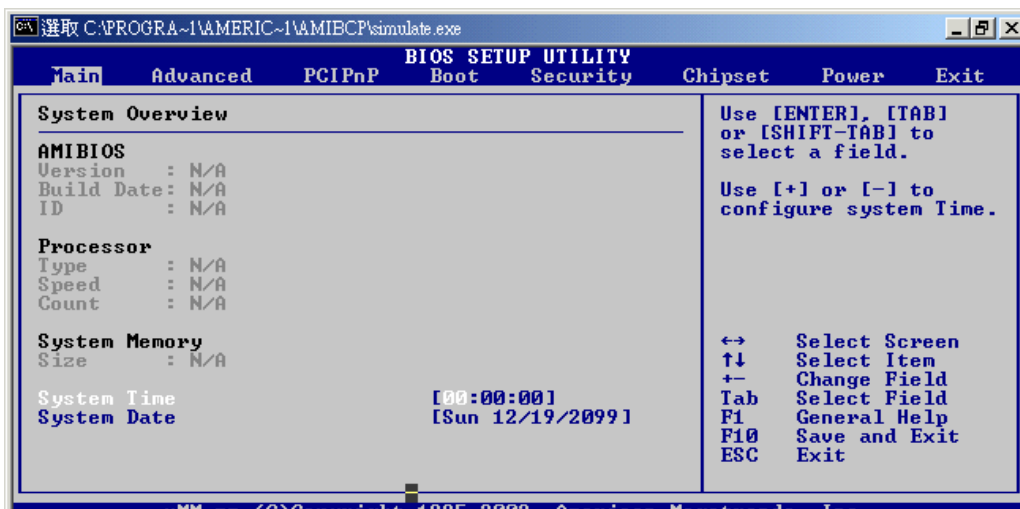 選取 C:\PROGRA~1\AMERIC~1\AMIBCP\simulate.exe
BIOS SETUP UTILITY
Main Advanced PCIPnP Boot Security Chipset Power Exit
System Overview
AMIBIOS
Version : N/A
Build Date: N/A
ID : N/A
Processor
Type : N/A
Speed : N/A
Count : N/A
System Memory
Size : N/A
System Time [00:00:00]
System Date [Sun 12/19/2099]
Use [ENTER], [TAB]
or [SHIFT-TAB] to
select a field.
Use [+] or [-] to
configure system Time.
←→ Select Screen
↑↓ Select Item
+- Change Field
Tab Select Field
F1 General Help
F10 Save and Exit
ESC Exit